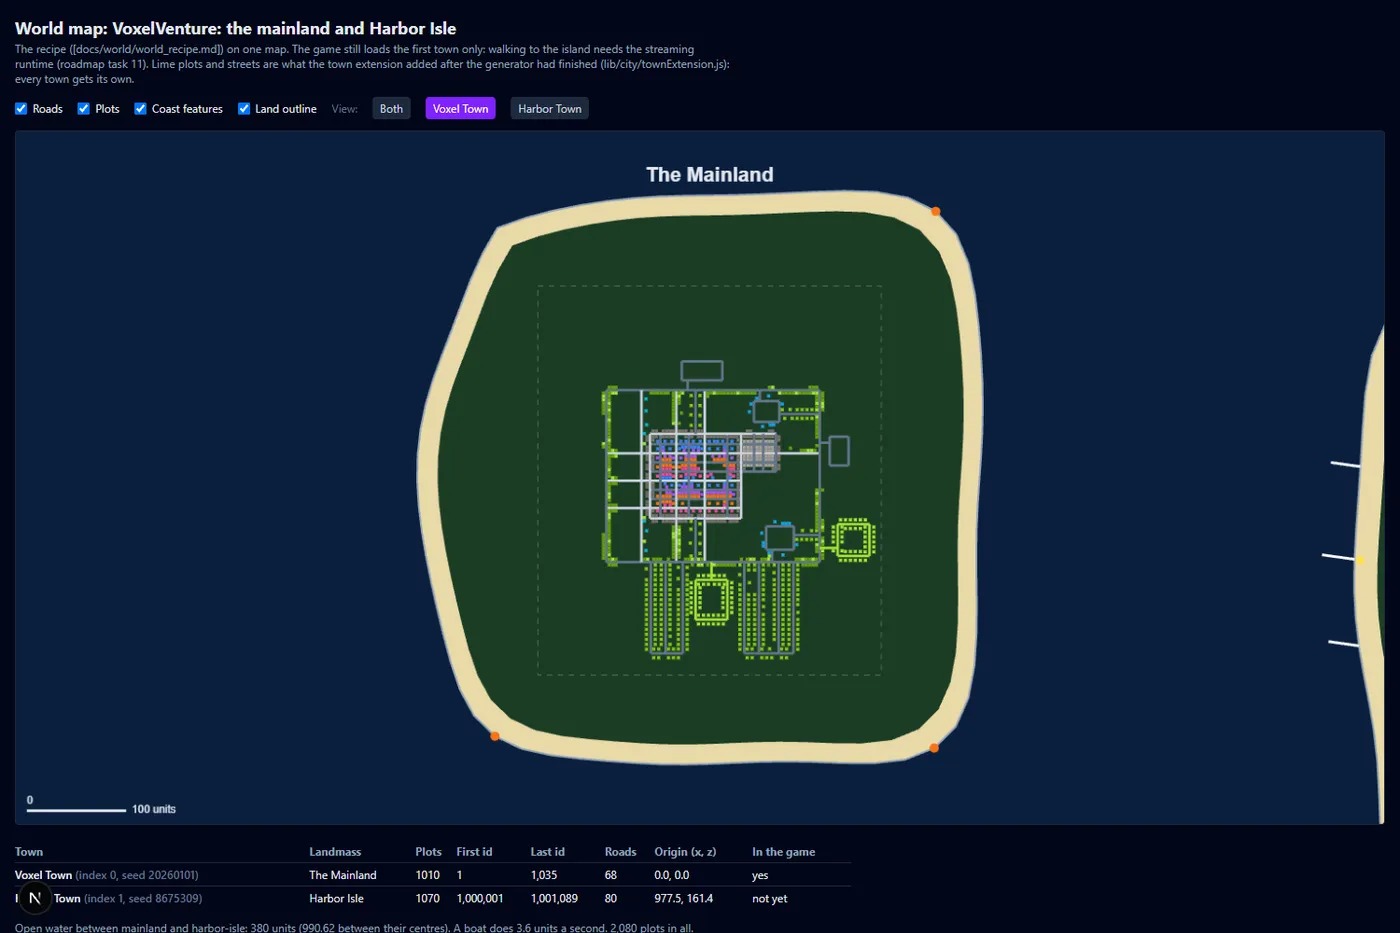 World map: VoxelVenture: the mainland and Harbor Isle
The recipe ([docs/world/world_recipe.md]) on one map. The game still loads the first town only: walking to the island needs the streaming
runtime (roadmap task 11). Lime plots and streets are what the town extension added after the generator had finished (lib/city/townExtension.js):
every town gets its own.
Roads Plots Coast features Land outline View: Both Voxel Town Harbor Town
The Mainland
0
100 units
Town Landmass Plots First id Last id Roads Origin (x, z) In the game
Voxel Town (index 0, seed 20260101) The Mainland 1010 1 1,035 68 0.0, 0.0 yes
N Town (index 1, seed 8675309) Harbor Isle 1070 1,000,001 1,001,089 80 977.5, 161.4 not yet
Open water between mainland and harbor-isle: 380 units (990.62 between their centres). A boat does 3.6 units a second. 2,080 plots in all.